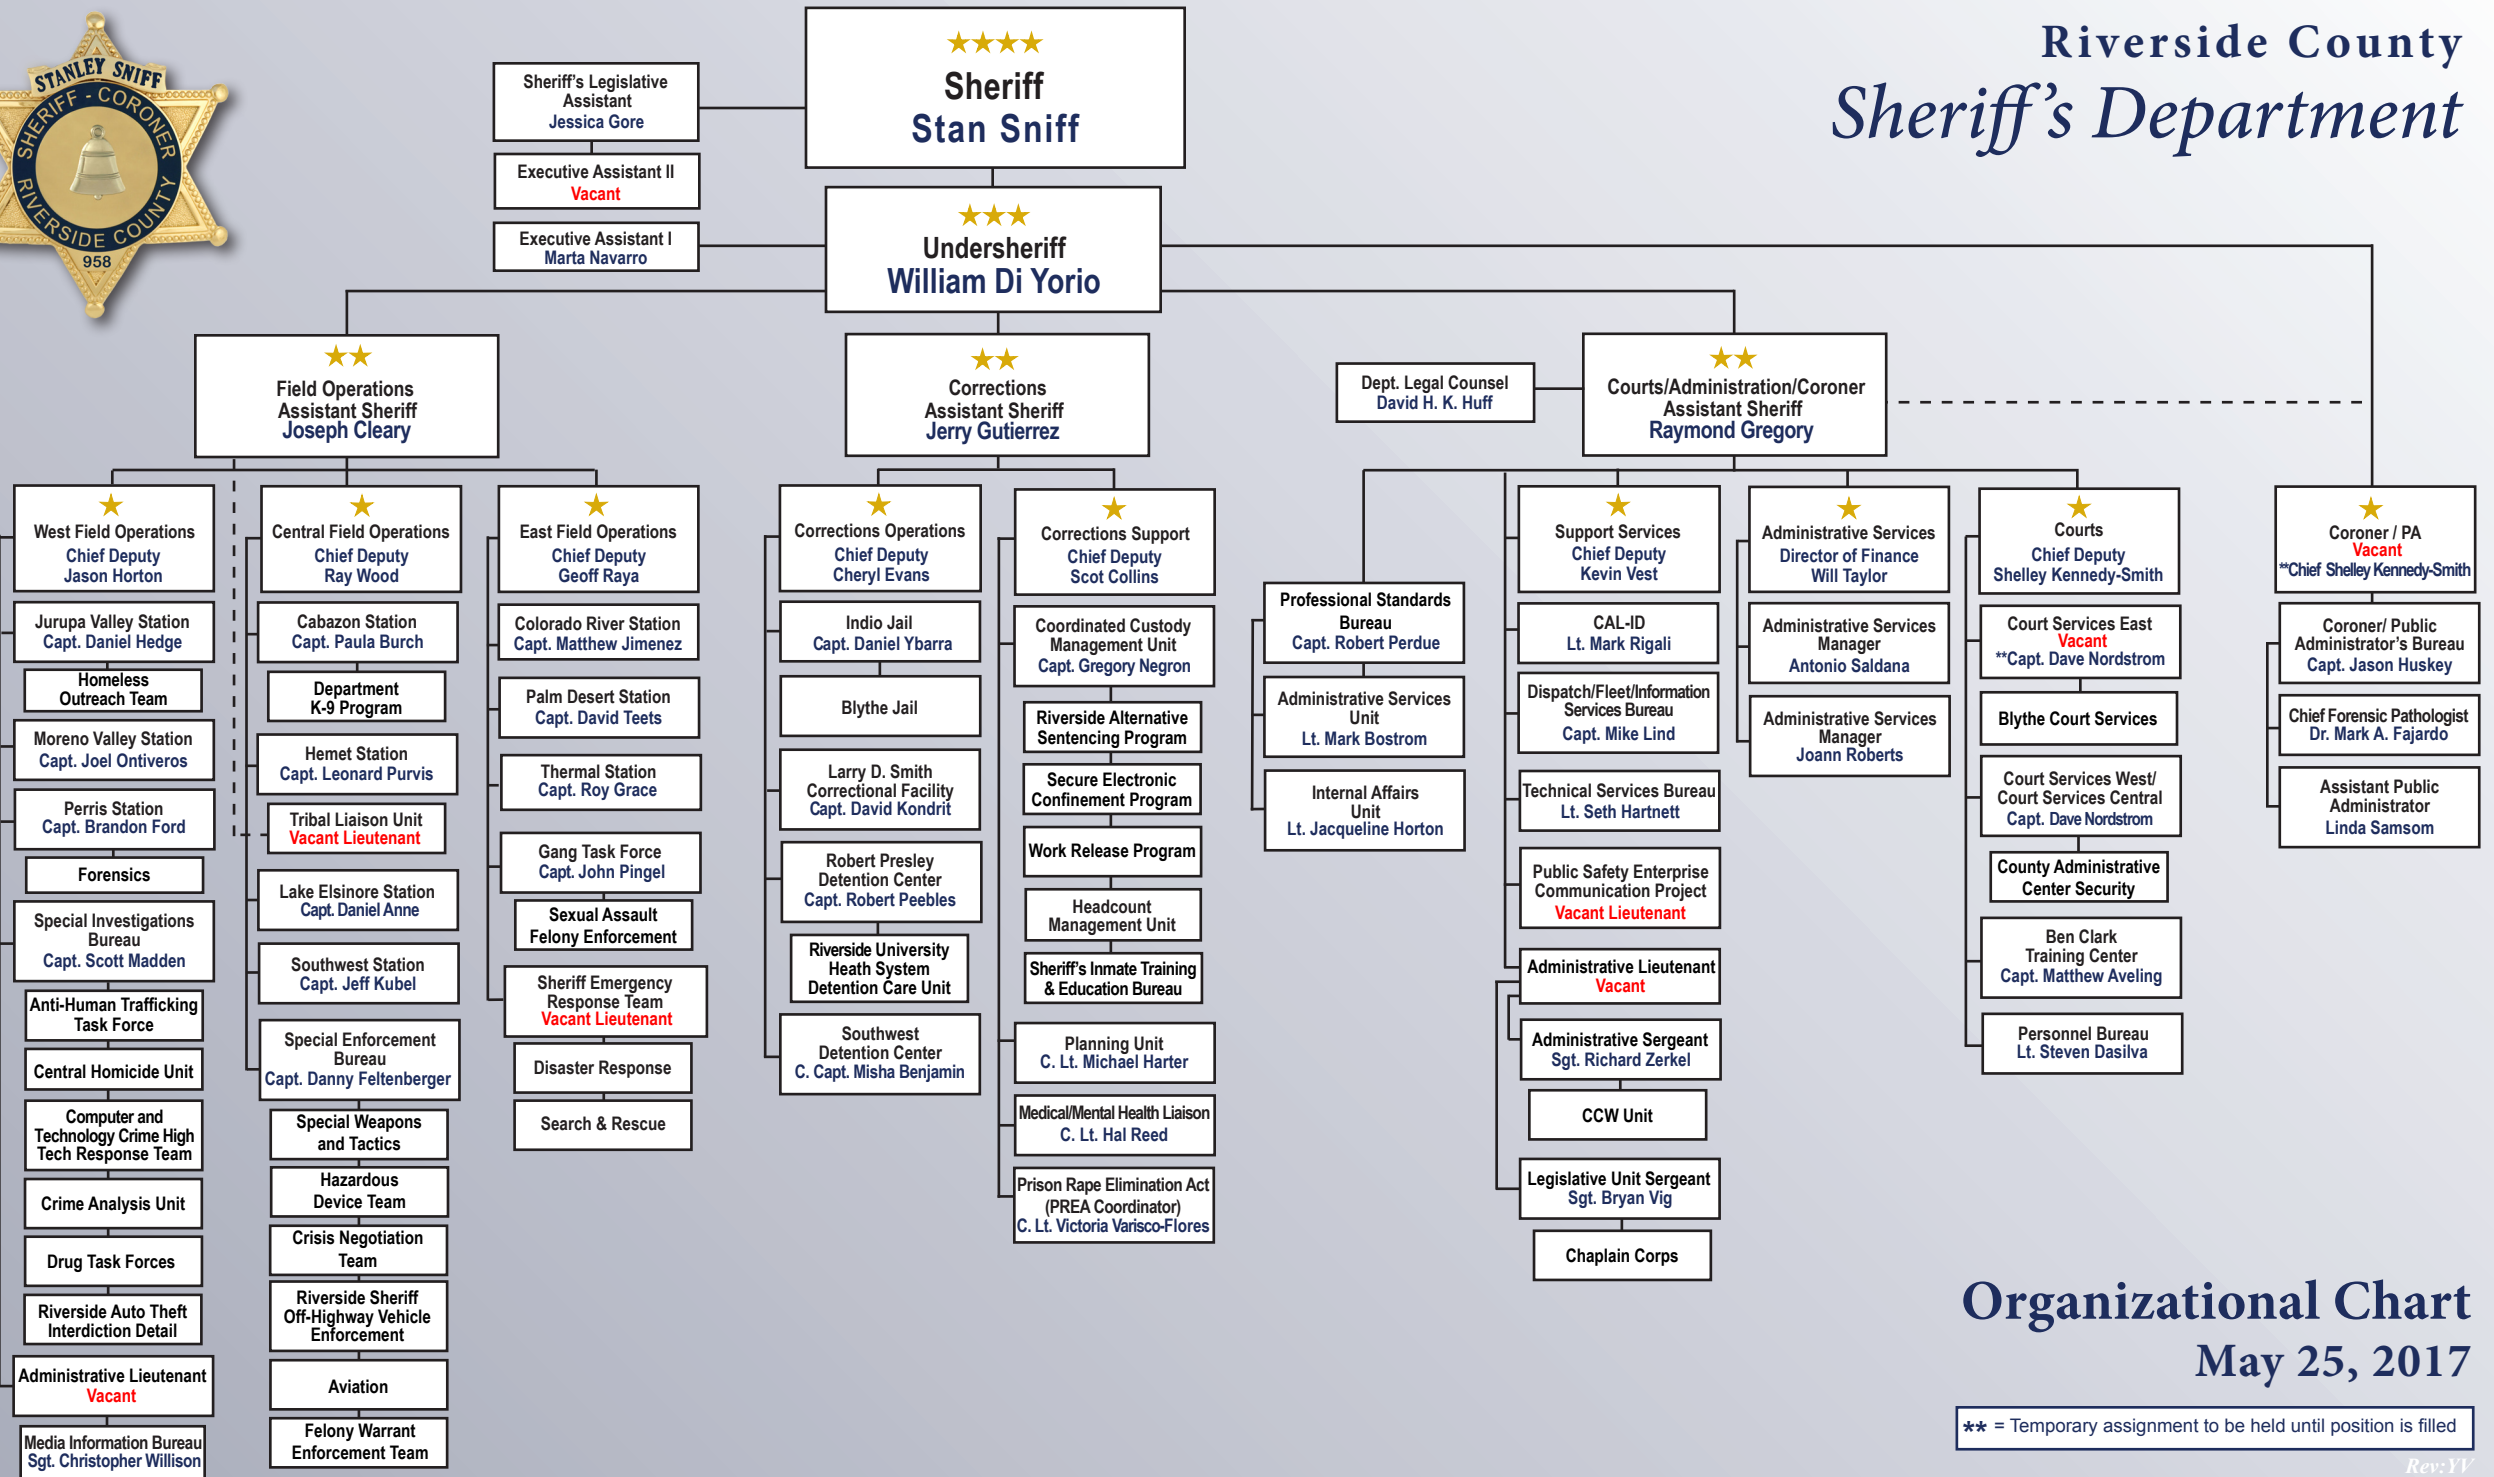 STANLEY SNIFF
SHERIFF - CORONER
RIVERSIDE COUNTY
958
Riverside County
Sheriff's Department
Sheriff
Stan Sniff
Sheriff's Legislative
Assistant
Jessica Gore
Executive Assistant II
Vacant
Executive Assistant I
Marta Navarro
Undersheriff
William Di Yorio
Field Operations
Assistant Sheriff
Joseph Cleary
Corrections
Assistant Sheriff
Jerry Gutierrez
Dept. Legal Counsel
David H. K. Huff
Courts/Administration/Coroner
Assistant Sheriff
Raymond Gregory
West Field Operations
Chief Deputy
Jason Horton
Jurupa Valley Station
Capt. Daniel Hedge
Homeless
Outreach Team
Moreno Valley Station
Capt. Joel Ontiveros
Perris Station
Capt. Brandon Ford
Forensics
Special Investigations
Bureau
Capt. Scott Madden
Anti-Human Trafficking
Task Force
Central Homicide Unit
Computer and
Technology Crime High
Tech Response Team
Crime Analysis Unit
Drug Task Forces
Riverside Auto Theft
Interdiction Detail
Administrative Lieutenant
Vacant
Media Information Bureau
Sgt. Christopher Willison
Central Field Operations
Chief Deputy
Ray Wood
Cabazon Station
Capt. Paula Burch
Department
K-9 Program
Hemet Station
Capt. Leonard Purvis
Tribal Liaison Unit
Vacant Lieutenant
Lake Elsinore Station
Capt. Daniel Anne
Southwest Station
Capt. Jeff Kubel
Special Enforcement
Bureau
Capt. Danny Feltenberger
Special Weapons
and Tactics
Hazardous
Device Team
Crisis Negotiation
Team
Riverside Sheriff
Off-Highway Vehicle
Enforcement
Aviation
Felony Warrant
Enforcement Team
East Field Operations
Chief Deputy
Geoff Raya
Colorado River Station
Capt. Matthew Jimenez
Palm Desert Station
Capt. David Teets
Thermal Station
Capt. Roy Grace
Gang Task Force
Capt. John Pingel
Sexual Assault
Felony Enforcement
Sheriff Emergency
Response Team
Vacant Lieutenant
Disaster Response
Search & Rescue
Corrections Operations
Chief Deputy
Cheryl Evans
Indio Jail
Capt. Daniel Ybarra
Blythe Jail
Larry D. Smith
Correctional Facility
Capt. David Kondrit
Robert Presley
Detention Center
Capt. Robert Peebles
Riverside University
Heath System
Detention Care Unit
Southwest
Detention Center
C. Capt. Misha Benjamin
Corrections Support
Chief Deputy
Scot Collins
Coordinated Custody
Management Unit
Capt. Gregory Negron
Riverside Alternative
Sentencing Program
Secure Electronic
Confinement Program
Work Release Program
Headcount
Management Unit
Sheriff's Inmate Training
& Education Bureau
Planning Unit
C. Lt. Michael Harter
Medical/Mental Health Liaison
C. Lt. Hal Reed
Prison Rape Elimination Act
(PREA Coordinator)
C. Lt. Victoria Varisco-Flores
Professional Standards
Bureau
Capt. Robert Perdue
Administrative Services
Unit
Lt. Mark Bostrom
Internal Affairs
Unit
Lt. Jacqueline Horton
Support Services
Chief Deputy
Kevin Vest
CAL-ID
Lt. Mark Rigali
Dispatch/Fleet/Information
Services Bureau
Capt. Mike Lind
Technical Services Bureau
Lt. Seth Hartnett
Public Safety Enterprise
Communication Project
Vacant Lieutenant
Administrative Lieutenant
Vacant
Administrative Sergeant
Sgt. Richard Zerkel
CCW Unit
Legislative Unit Sergeant
Sgt. Bryan Vig
Chaplain Corps
Administrative Services
Director of Finance
Will Taylor
Administrative Services
Manager
Antonio Saldana
Administrative Services
Manager
Joann Roberts
Courts
Chief Deputy
Shelley Kennedy-Smith
Court Services East
Vacant
**Capt. Dave Nordstrom
Blythe Court Services
Court Services West/
Court Services Central
Capt. Dave Nordstrom
County Administrative
Center Security
Ben Clark
Training Center
Capt. Matthew Aveling
Personnel Bureau
Lt. Steven Dasilva
Coroner / PA
Vacant
**Chief Shelley Kennedy-Smith
Coroner/ Public
Administrator's Bureau
Capt. Jason Huskey
Chief Forensic Pathologist
Dr. Mark A. Fajardo
Assistant Public
Administrator
Linda Samsom
Organizational Chart
May 25, 2017
** = Temporary assignment to be held until position is filled
Rev:YV